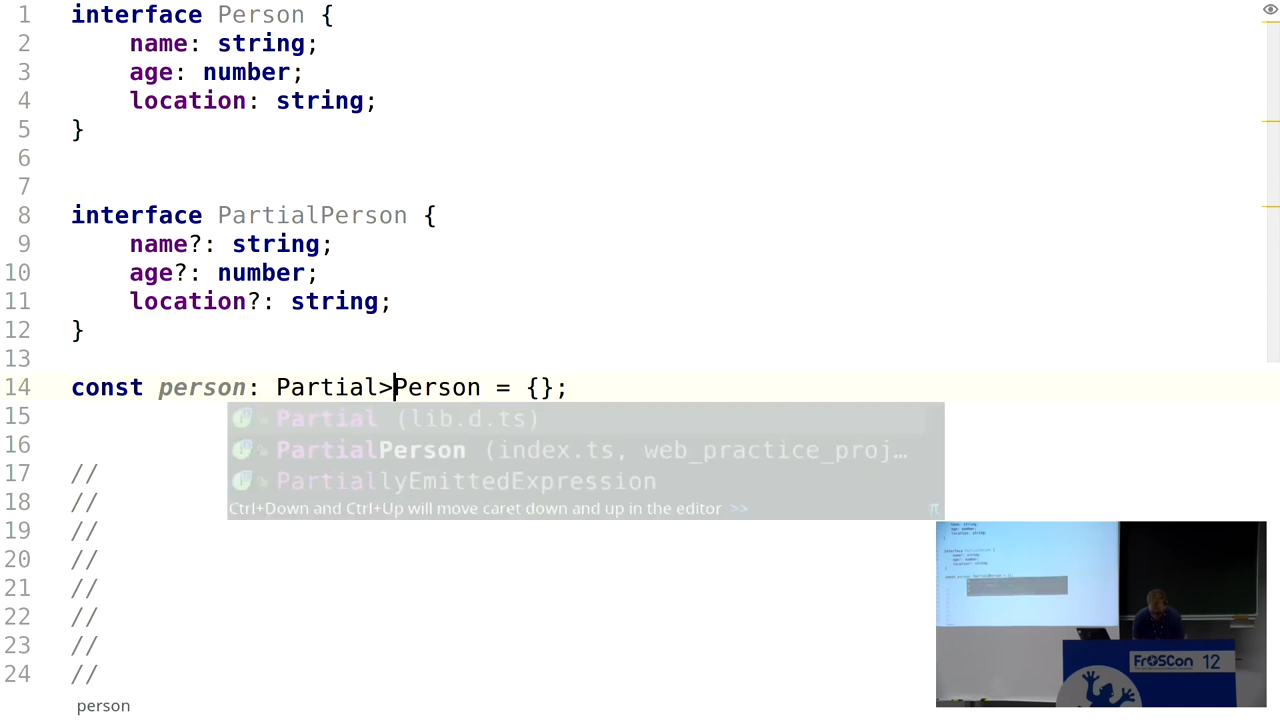 1 interface Person {
2 name: string;
3 age: number;
4 location: string;
5 }
6
7
8 interface PartialPerson {
9 name?: string;
10 age?: number;
11 location?: string;
12 }
13
14 const person: Partial>Person = {};
15
16
17 //
18 //
19 //
20 //
21 //
22 //
23 //
24 //
Partial (lib.d.ts)
PartialPerson (index.ts, web_practice_proj…
PartiallyEmittedExpression
Ctrl+Down and Ctrl+Up will move caret down and up in the editor >>
π
person
FrOSCon 12